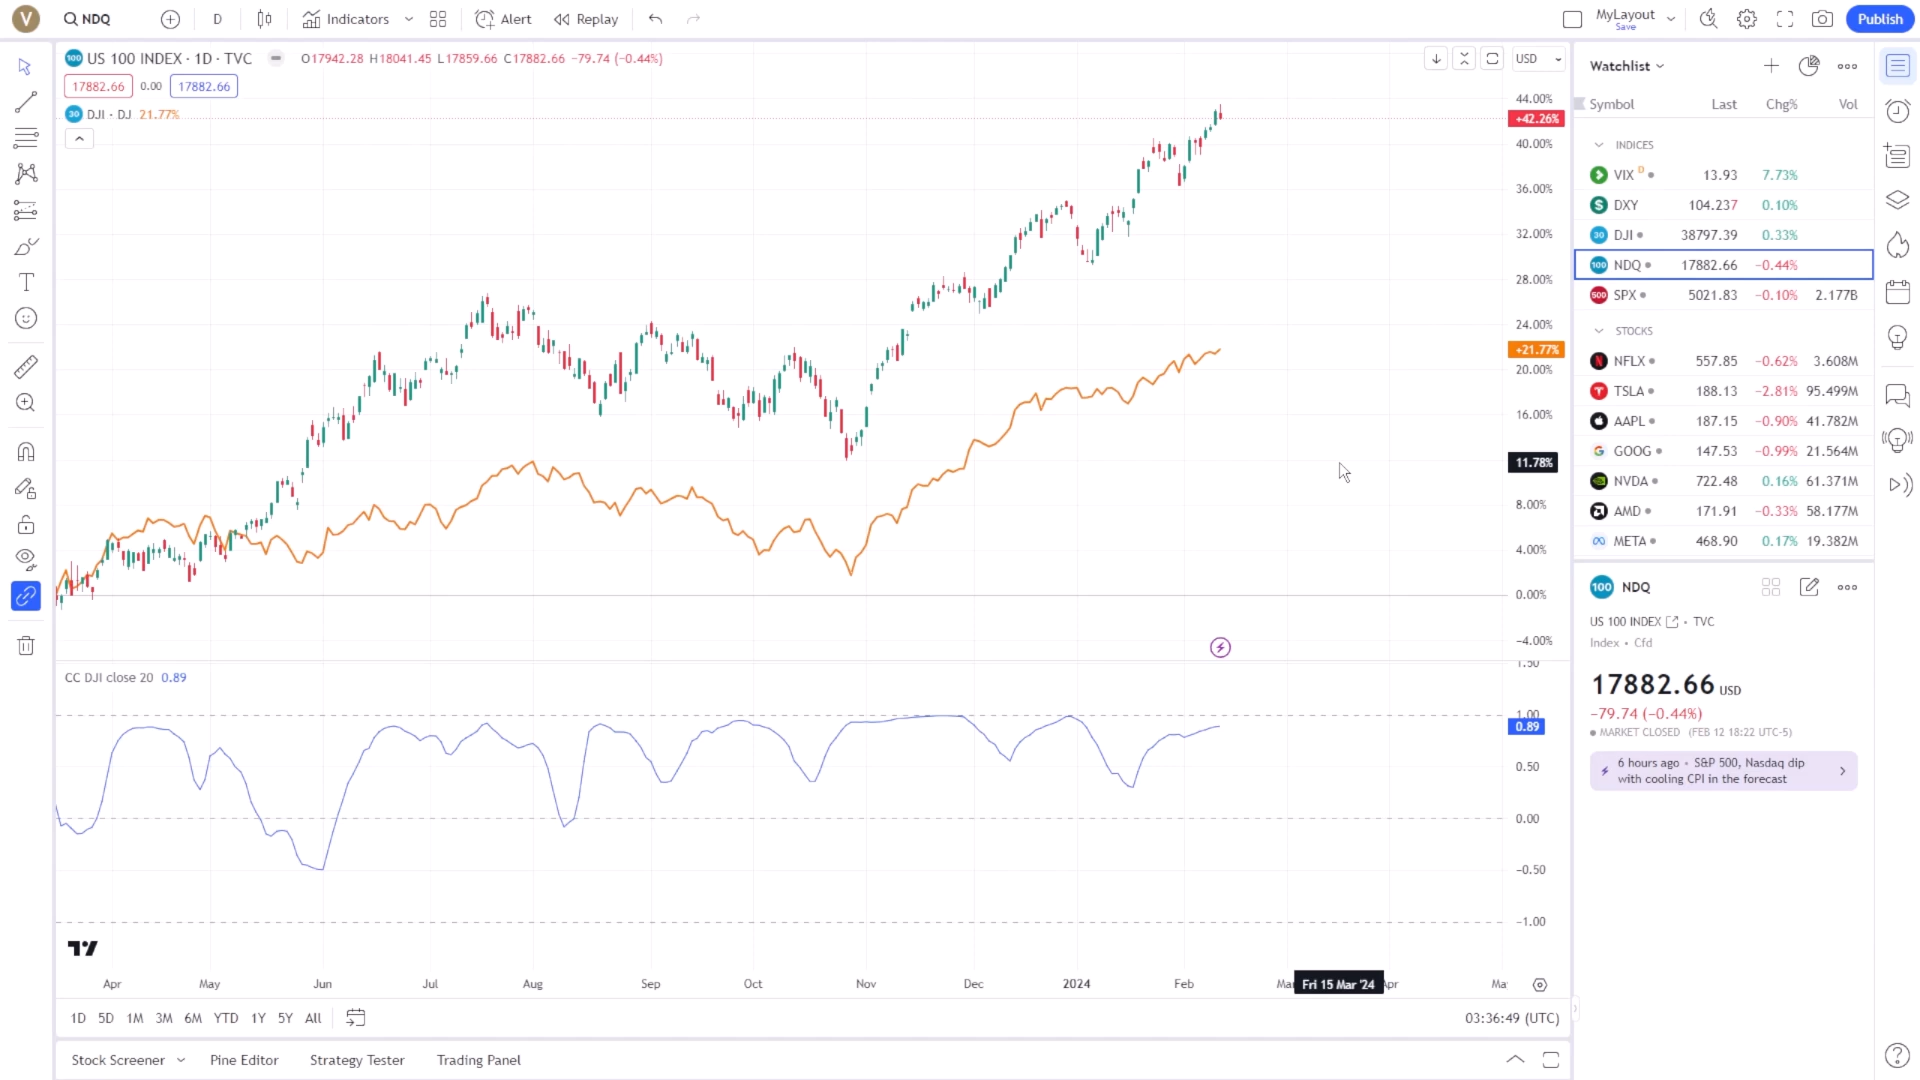 V
NDQ
D
Indicators
Alert
Replay
MyLayout
Save
Publish
100 US 100 INDEX · 1D · TVC
O17942.28 H18041.45 L17859.66 C17882.66 −79.74 (−0.44%)
17882.66 0.00 17882.66
30 DJI · DJ 21.77%
USD
44.00%
+42.26%
40.00%
36.00%
32.00%
28.00%
24.00%
+21.77%
20.00%
16.00%
11.78%
8.00%
4.00%
0.00%
−4.00%
CC DJI close 20 0.89
1.50
1.00
0.89
0.50
0.00
−0.50
−1.00
Apr May Jun Jul Aug Sep Oct Nov Dec 2024 Feb Fri 15 Mar '24
1D 5D 1M 3M 6M YTD 1Y 5Y All
03:36:49 (UTC)
Stock Screener
Pine Editor
Strategy Tester
Trading Panel
Watchlist
Symbol Last Chg% Vol
INDICES
VIX D 13.93 7.73%
DXY 104.237 0.10%
30 DJI 38797.39 0.33%
100 NDQ 17882.66 −0.44%
500 SPX 5021.83 −0.10% 2.177B
STOCKS
NFLX 557.85 −0.62% 3.608M
TSLA 188.13 −2.81% 95.499M
AAPL 187.15 −0.90% 41.782M
GOOG 147.53 −0.99% 21.564M
NVDA 722.48 0.16% 61.371M
AMD 171.91 −0.33% 58.177M
META 468.90 0.17% 19.382M
100 NDQ
US 100 INDEX • TVC
Index • Cfd
17882.66 USD
−79.74 (−0.44%)
MARKET CLOSED (FEB 12 18:22 UTC-5)
6 hours ago • S&P 500, Nasdaq dip
with cooling CPI in the forecast